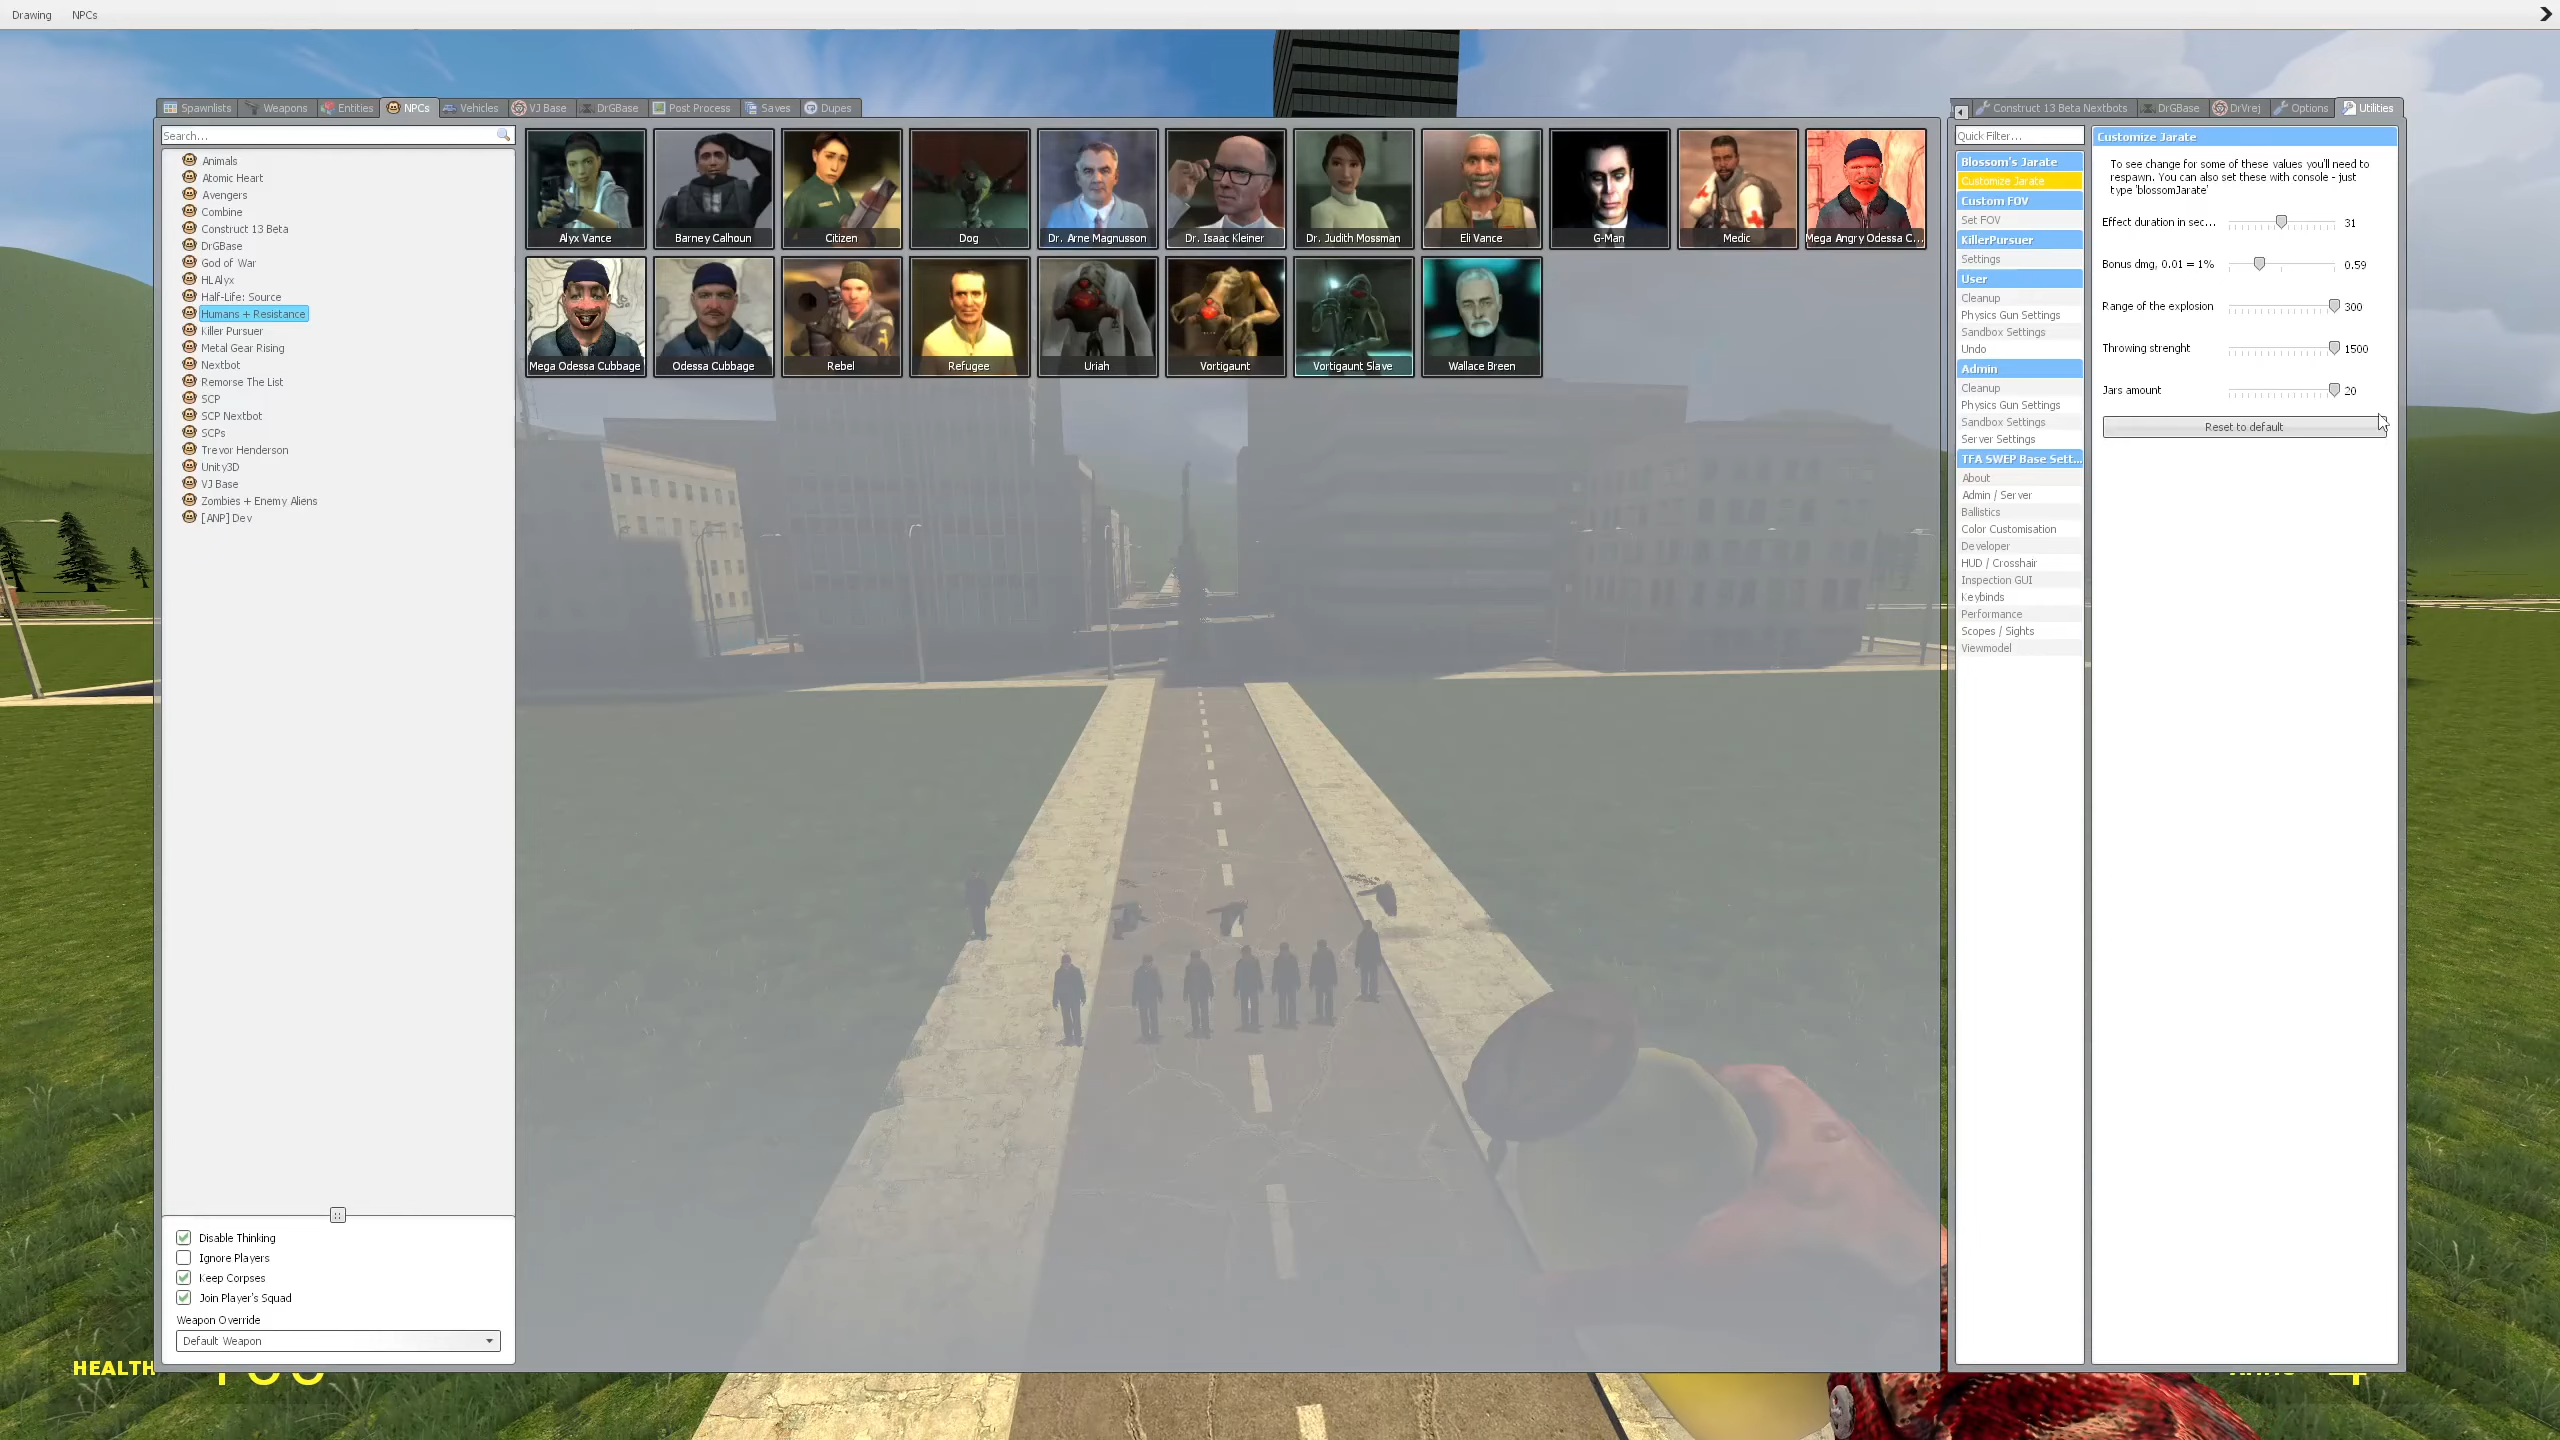 Drawing NPCs
Spawnlists Weapons Entities NPCs Vehicles VJ Base DrGBase Post Process Saves Dupes
Search...
Animals
Atomic Heart
Avengers
Combine
Construct 13 Beta
DrGBase
God of War
HLAlyx
Half-Life: Source
Humans + Resistance
Killer Pursuer
Metal Gear Rising
Nextbot
Remorse The List
SCP
SCP Nextbot
SCPs
Trevor Henderson
Unity3D
VJ Base
Zombies + Enemy Aliens
[ANP] Dev
Disable Thinking
Ignore Players
Keep Corpses
Join Player's Squad
Weapon Override
Default Weapon
Alyx Vance Barney Calhoun Citizen Dog Dr. Arne Magnusson Dr. Isaac Kleiner Dr. Judith Mossman Eli Vance G-Man Medic Mega Angry Odessa C...
Mega Odessa Cubbage Odessa Cubbage Rebel Refugee Uriah Vortigaunt Vortigaunt Slave Wallace Breen
Construct 13 Beta Nextbots DrGBase DrVrej Options Utilities
Quick Filter...
Blossom's Jarate
Customize Jarate
Custom FOV
Set FOV
KillerPursuer
Settings
User
Cleanup
Physics Gun Settings
Sandbox Settings
Undo
Admin
Cleanup
Physics Gun Settings
Sandbox Settings
Server Settings
TFA SWEP Base Sett...
About
Admin / Server
Ballistics
Color Customisation
Developer
HUD / Crosshair
Inspection GUI
Keybinds
Performance
Scopes / Sights
Viewmodel
Customize Jarate
To see change for some of these values you'll need to
respawn. You can also set these with console - just
type 'blossomJarate'
Effect duration in sec... 31
Bonus dmg, 0.01 = 1% 0.59
Range of the explosion 300
Throwing strenght 1500
Jars amount 20
Reset to default
HEALTH